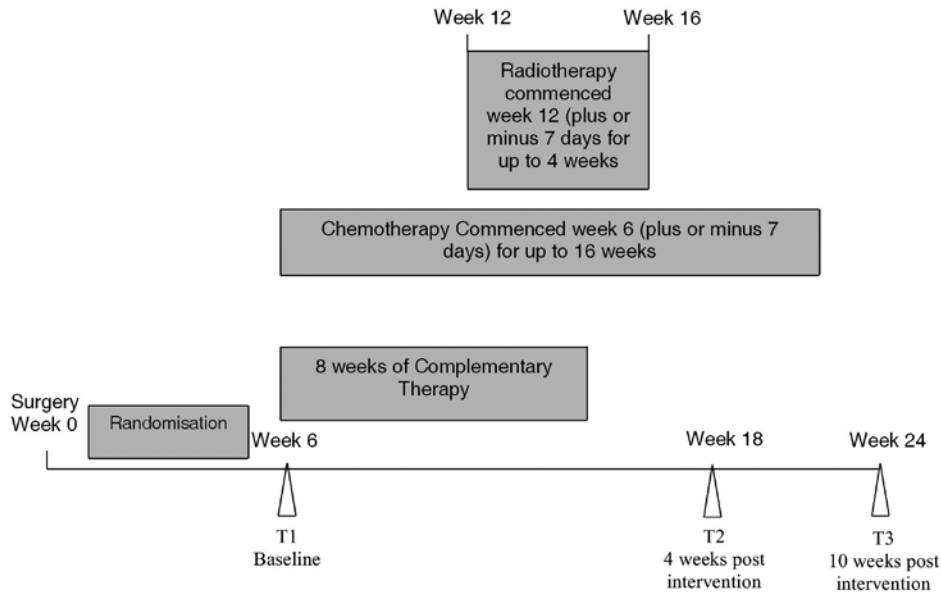 Week 12
Week 16
Radiotherapy
commenced
week 12 (plus or
minus 7 days for
up to 4 weeks
Chemotherapy Commenced week 6 (plus or minus 7
days) for up to 16 weeks
8 weeks of Complementary
Therapy
Surgery
Week 0
Randomisation
Week 6
Week 18
Week 24
T1
Baseline
T2
4 weeks post
intervention
T3
10 weeks post
intervention